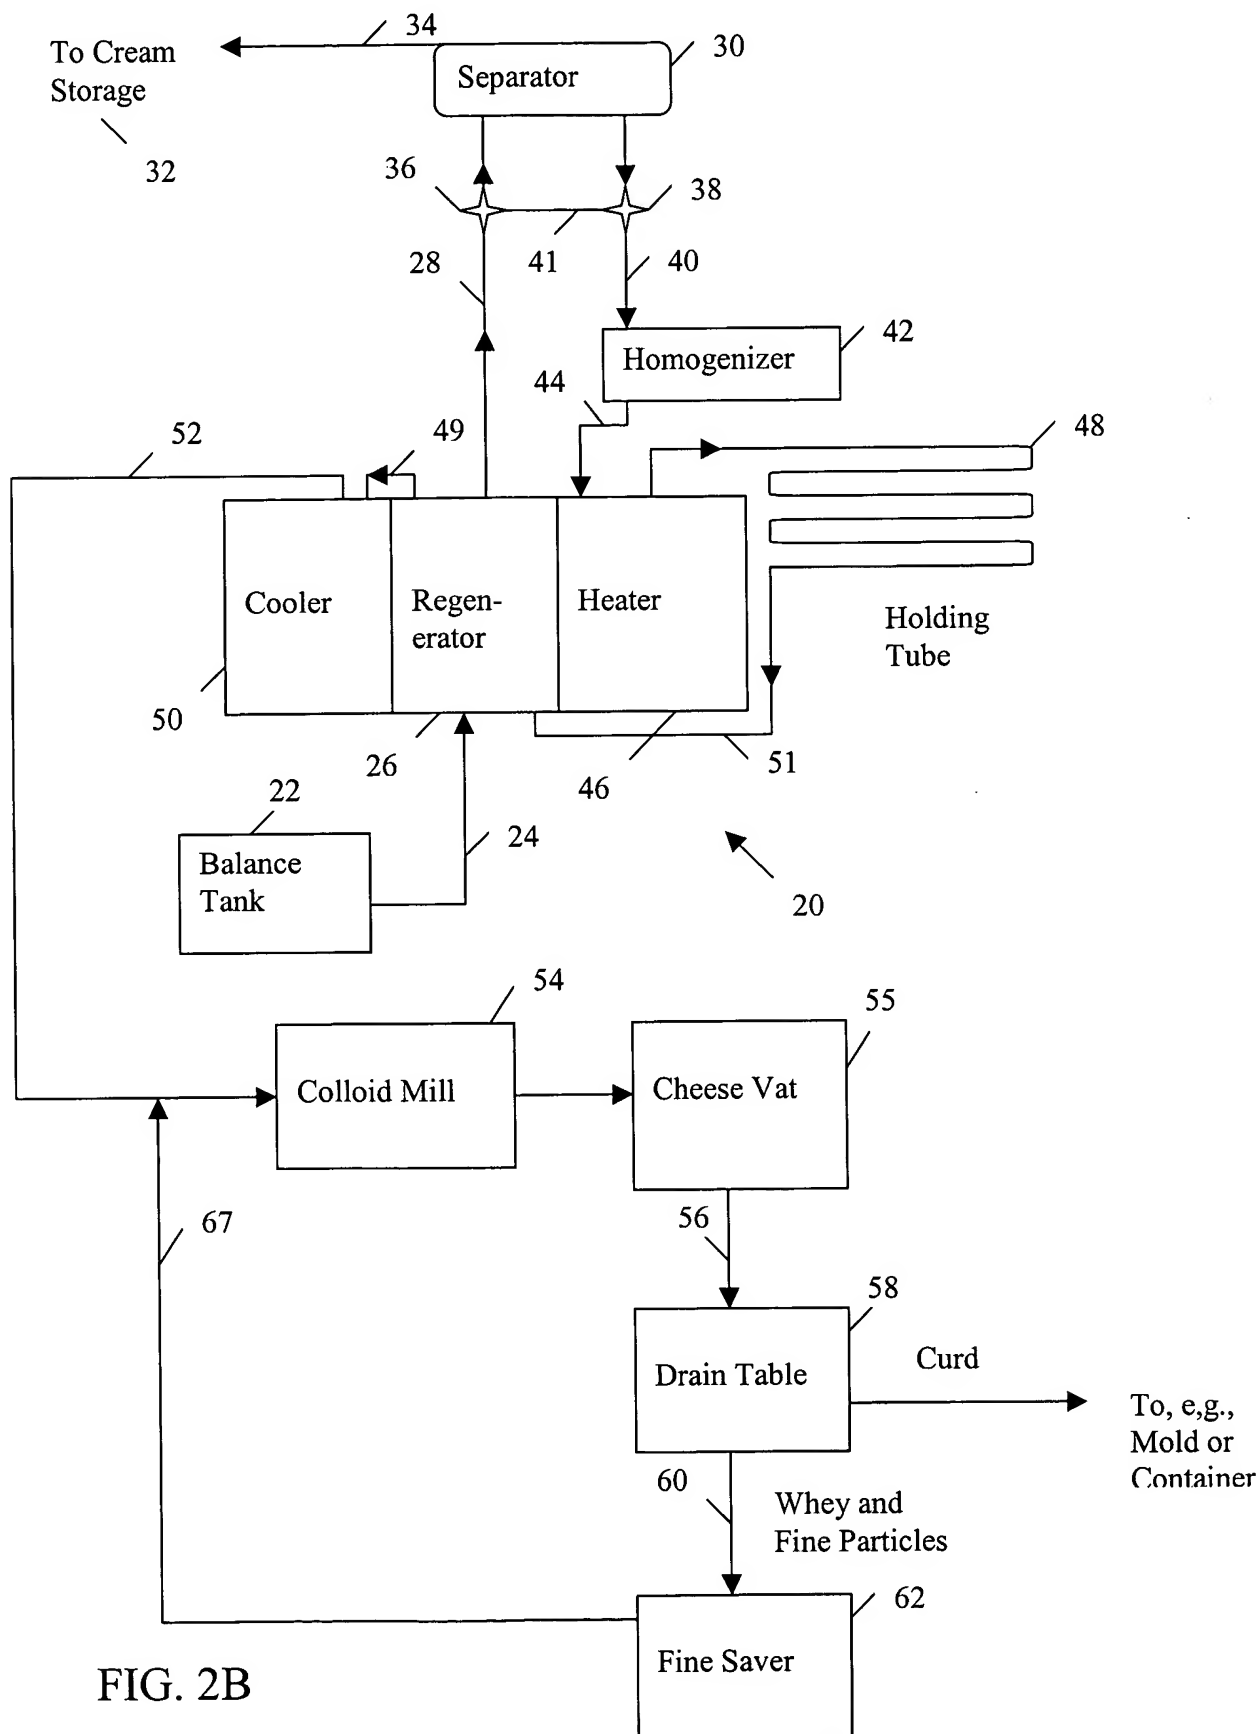 34
To Cream
Storage
32
Separator
30
36
38
28
41
40
Homogenizer
42
44
52
49
48
Cooler
Regen-
erator
Heater
Holding
Tube
50
26
46
51
22
Balance
Tank
24
20
54
Colloid Mill
55
Cheese Vat
67
56
58
Drain Table
Curd
To, e,g.,
Mold or
Container
60
Whey and
Fine Particles
62
Fine Saver
FIG. 2B